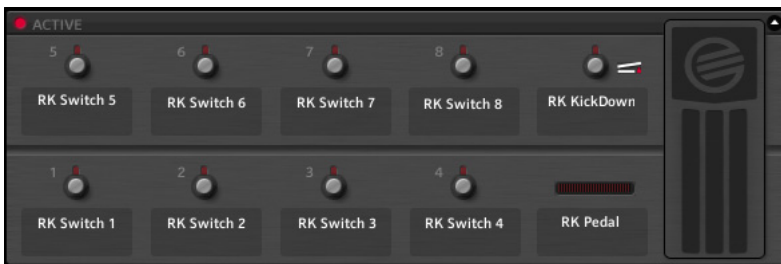 ACTIVE
5 6 7 8
RK Switch 5 RK Switch 6 RK Switch 7 RK Switch 8 RK KickDown
1 2 3 4
RK Switch 1 RK Switch 2 RK Switch 3 RK Switch 4 RK Pedal